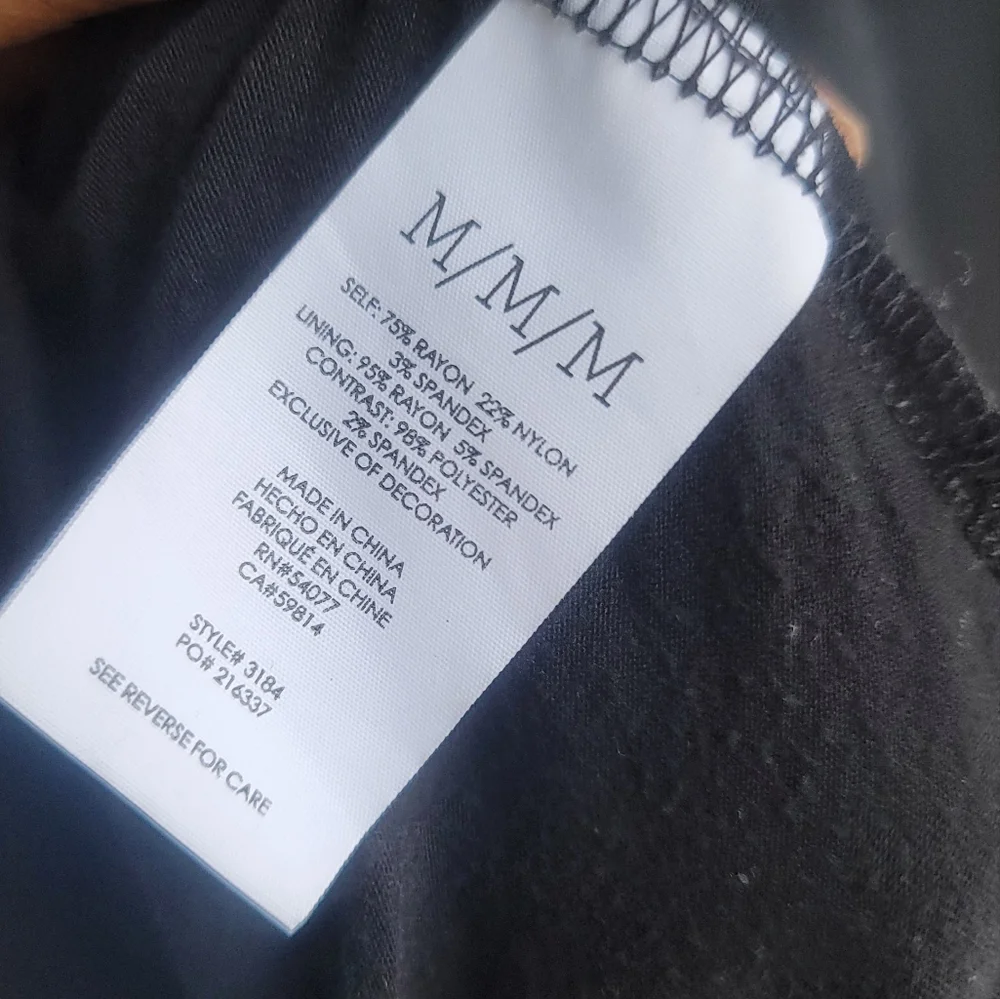 M/M/M
SELF: 75% RAYON 22% NYLON
3% SPANDEX
LINING: 95% RAYON 5% SPANDEX
CONTRAST: 98% POLYESTER
2% SPANDEX
EXCLUSIVE OF DECORATION
MADE IN CHINA
HECHO EN CHINA
FABRIQUÉ EN CHINE
RN#54077
CA#59814
STYLE# 3184
PO# 216337
SEE REVERSE FOR CARE